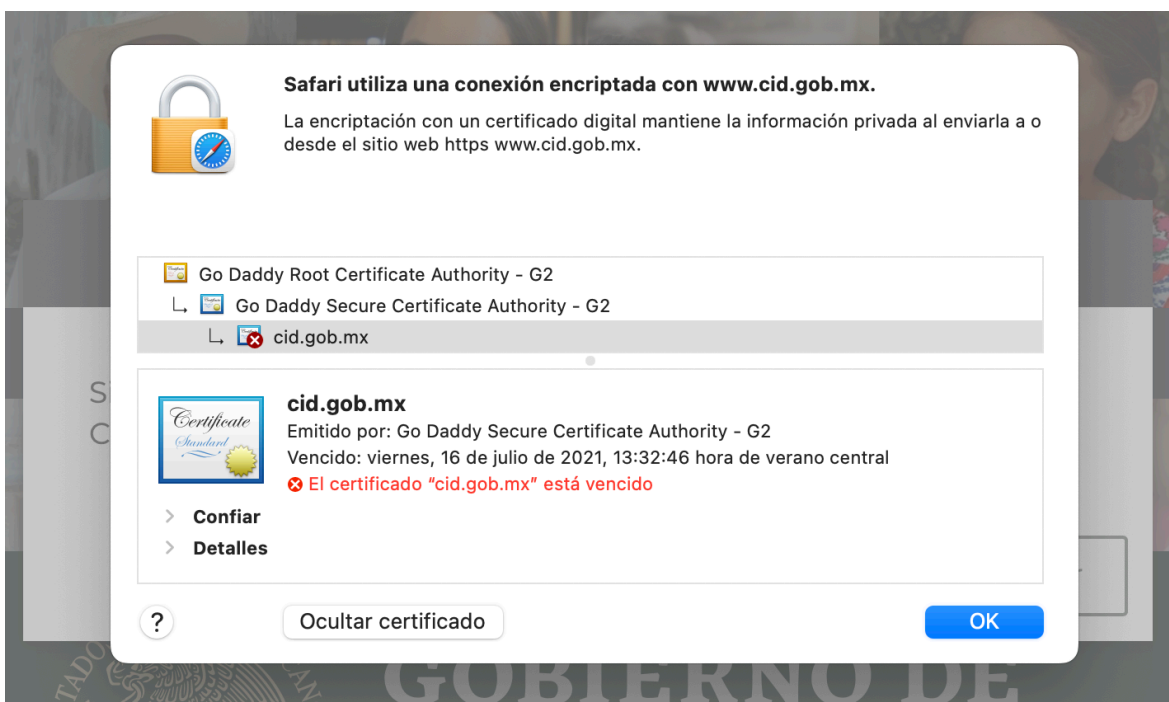 Safari utiliza una conexión encriptada con www.cid.gob.mx.
La encriptación con un certificado digital mantiene la información privada al enviarla a o
desde el sitio web https www.cid.gob.mx.
Go Daddy Root Certificate Authority - G2
Go Daddy Secure Certificate Authority - G2
cid.gob.mx
Certificate
Standard
cid.gob.mx
Emitido por: Go Daddy Secure Certificate Authority - G2
Vencido: viernes, 16 de julio de 2021, 13:32:46 hora de verano central
El certificado “cid.gob.mx” está vencido
Confiar
Detalles
?
Ocultar certificado
OK
GOBIERNO DE